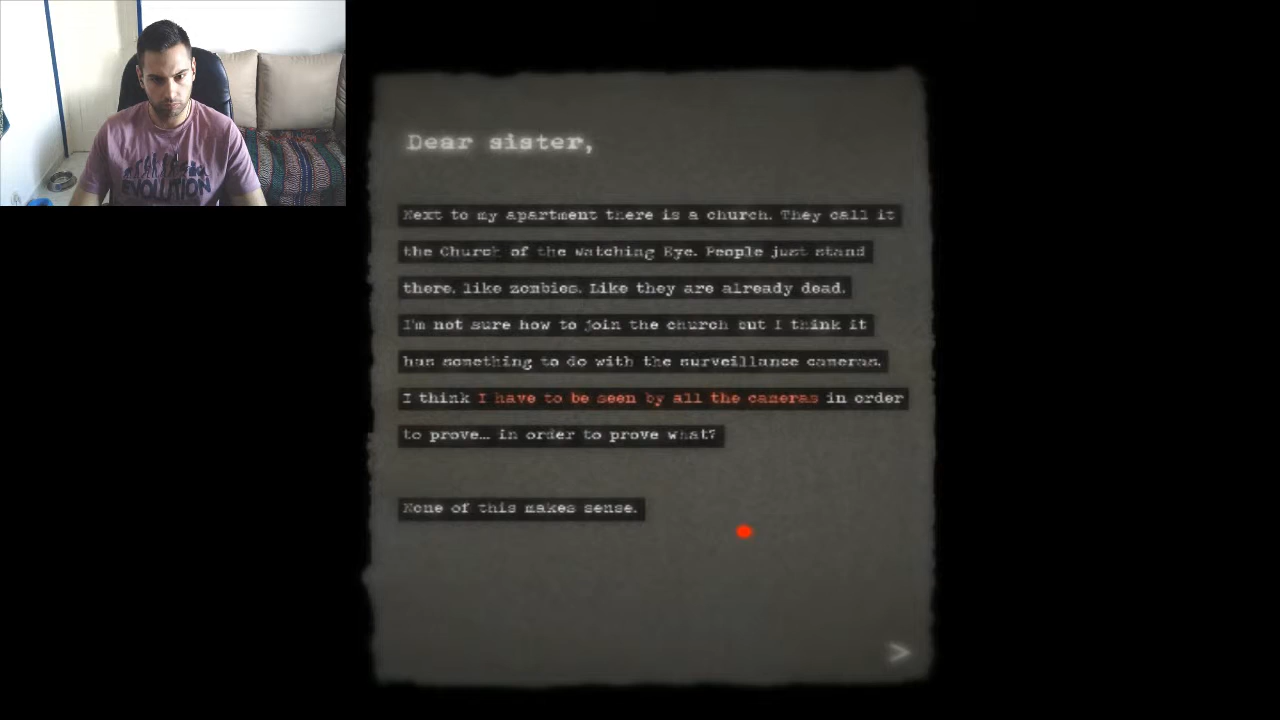 EVOLUTION
Dear sister,
Next to my apartment there is a church. They call it
the Church of the Watching Eye. People just stand
there, like zombies. Like they are already dead.
I'm not sure how to join the church but I think it
has something to do with the surveillance cameras.
I think I have to be seen by all the cameras in order
to prove... in order to prove what?
None of this makes sense.
>